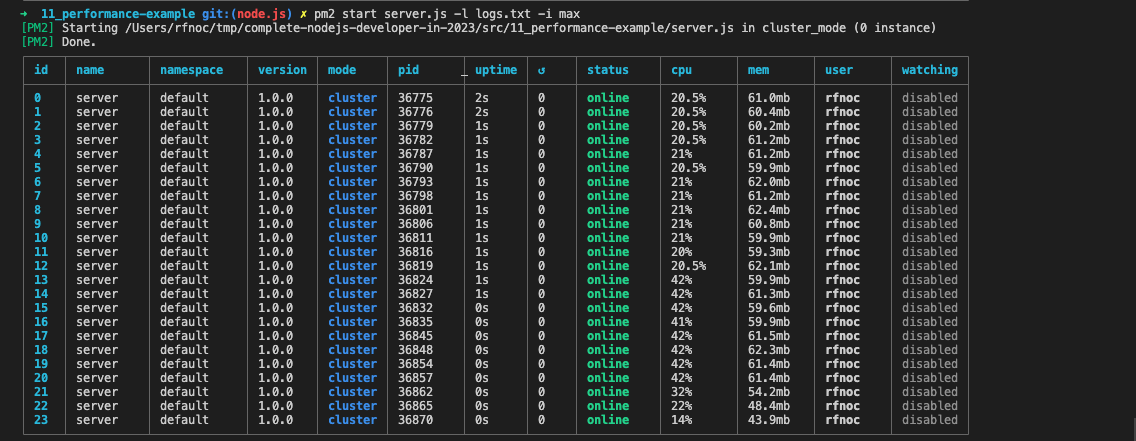 ➜ 11_performance-example git:(node.js) ✗ pm2 start server.js -l logs.txt -i max
[PM2] Starting /Users/rfnoc/tmp/complete-nodejs-developer-in-2023/src/11_performance-example/server.js in cluster_mode (0 instance)
[PM2] Done.
id name namespace version mode pid uptime ↺ status cpu mem user watching
0 server default 1.0.0 cluster 36775 2s 0 online 20.5% 61.0mb rfnoc disabled
1 server default 1.0.0 cluster 36776 2s 0 online 20.5% 60.4mb rfnoc disabled
2 server default 1.0.0 cluster 36779 1s 0 online 20.5% 60.2mb rfnoc disabled
3 server default 1.0.0 cluster 36782 1s 0 online 20.5% 61.2mb rfnoc disabled
4 server default 1.0.0 cluster 36787 1s 0 online 21% 61.2mb rfnoc disabled
5 server default 1.0.0 cluster 36790 1s 0 online 20.5% 59.9mb rfnoc disabled
6 server default 1.0.0 cluster 36793 1s 0 online 21% 62.0mb rfnoc disabled
7 server default 1.0.0 cluster 36798 1s 0 online 21% 61.2mb rfnoc disabled
8 server default 1.0.0 cluster 36801 1s 0 online 21% 62.4mb rfnoc disabled
9 server default 1.0.0 cluster 36806 1s 0 online 21% 60.8mb rfnoc disabled
10 server default 1.0.0 cluster 36811 1s 0 online 21% 59.9mb rfnoc disabled
11 server default 1.0.0 cluster 36816 1s 0 online 20% 59.3mb rfnoc disabled
12 server default 1.0.0 cluster 36819 1s 0 online 20.5% 62.1mb rfnoc disabled
13 server default 1.0.0 cluster 36824 1s 0 online 42% 59.9mb rfnoc disabled
14 server default 1.0.0 cluster 36827 1s 0 online 42% 61.3mb rfnoc disabled
15 server default 1.0.0 cluster 36832 0s 0 online 42% 59.6mb rfnoc disabled
16 server default 1.0.0 cluster 36835 0s 0 online 41% 59.9mb rfnoc disabled
17 server default 1.0.0 cluster 36845 0s 0 online 42% 61.5mb rfnoc disabled
18 server default 1.0.0 cluster 36848 0s 0 online 42% 62.3mb rfnoc disabled
19 server default 1.0.0 cluster 36854 0s 0 online 42% 61.4mb rfnoc disabled
20 server default 1.0.0 cluster 36857 0s 0 online 42% 61.4mb rfnoc disabled
21 server default 1.0.0 cluster 36862 0s 0 online 32% 54.2mb rfnoc disabled
22 server default 1.0.0 cluster 36865 0s 0 online 22% 48.4mb rfnoc disabled
23 server default 1.0.0 cluster 36870 0s 0 online 14% 43.9mb rfnoc disabled